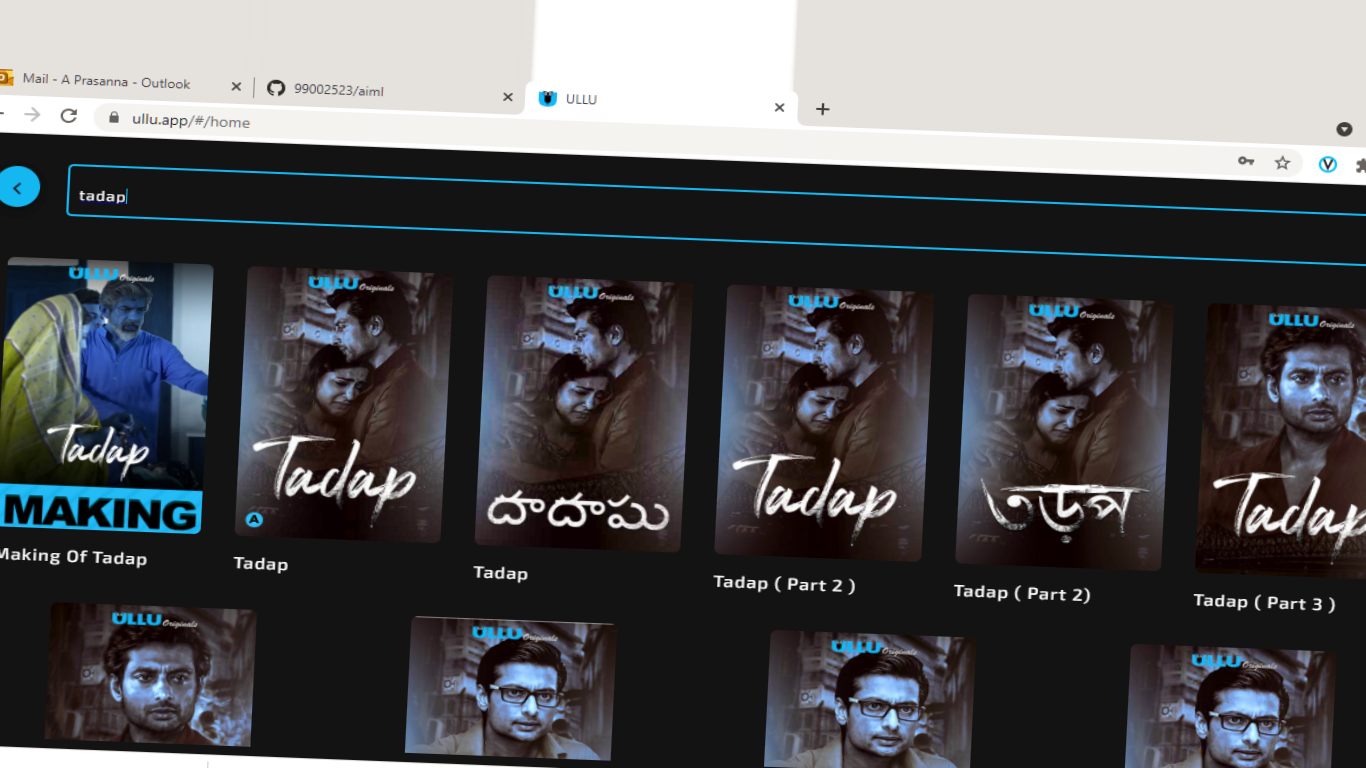 Mail - A Prasanna - Outlook
99002523/aiml
ULLU
ullu.app/#/home
tadap
ULLU Originals
Tadap
MAKING
Making Of Tadap
ULLU Originals
Tadap
A
Tadap
ULLU Originals
దాదాపు
Tadap
ULLU Originals
Tadap
Tadap ( Part 2 )
ULLU Originals
তড়প
Tadap ( Part 2)
ULLU Originals
Tadap
Tadap ( Part 3 )
ULLU Originals
ULLU Originals
ULLU Originals
ULLU Originals